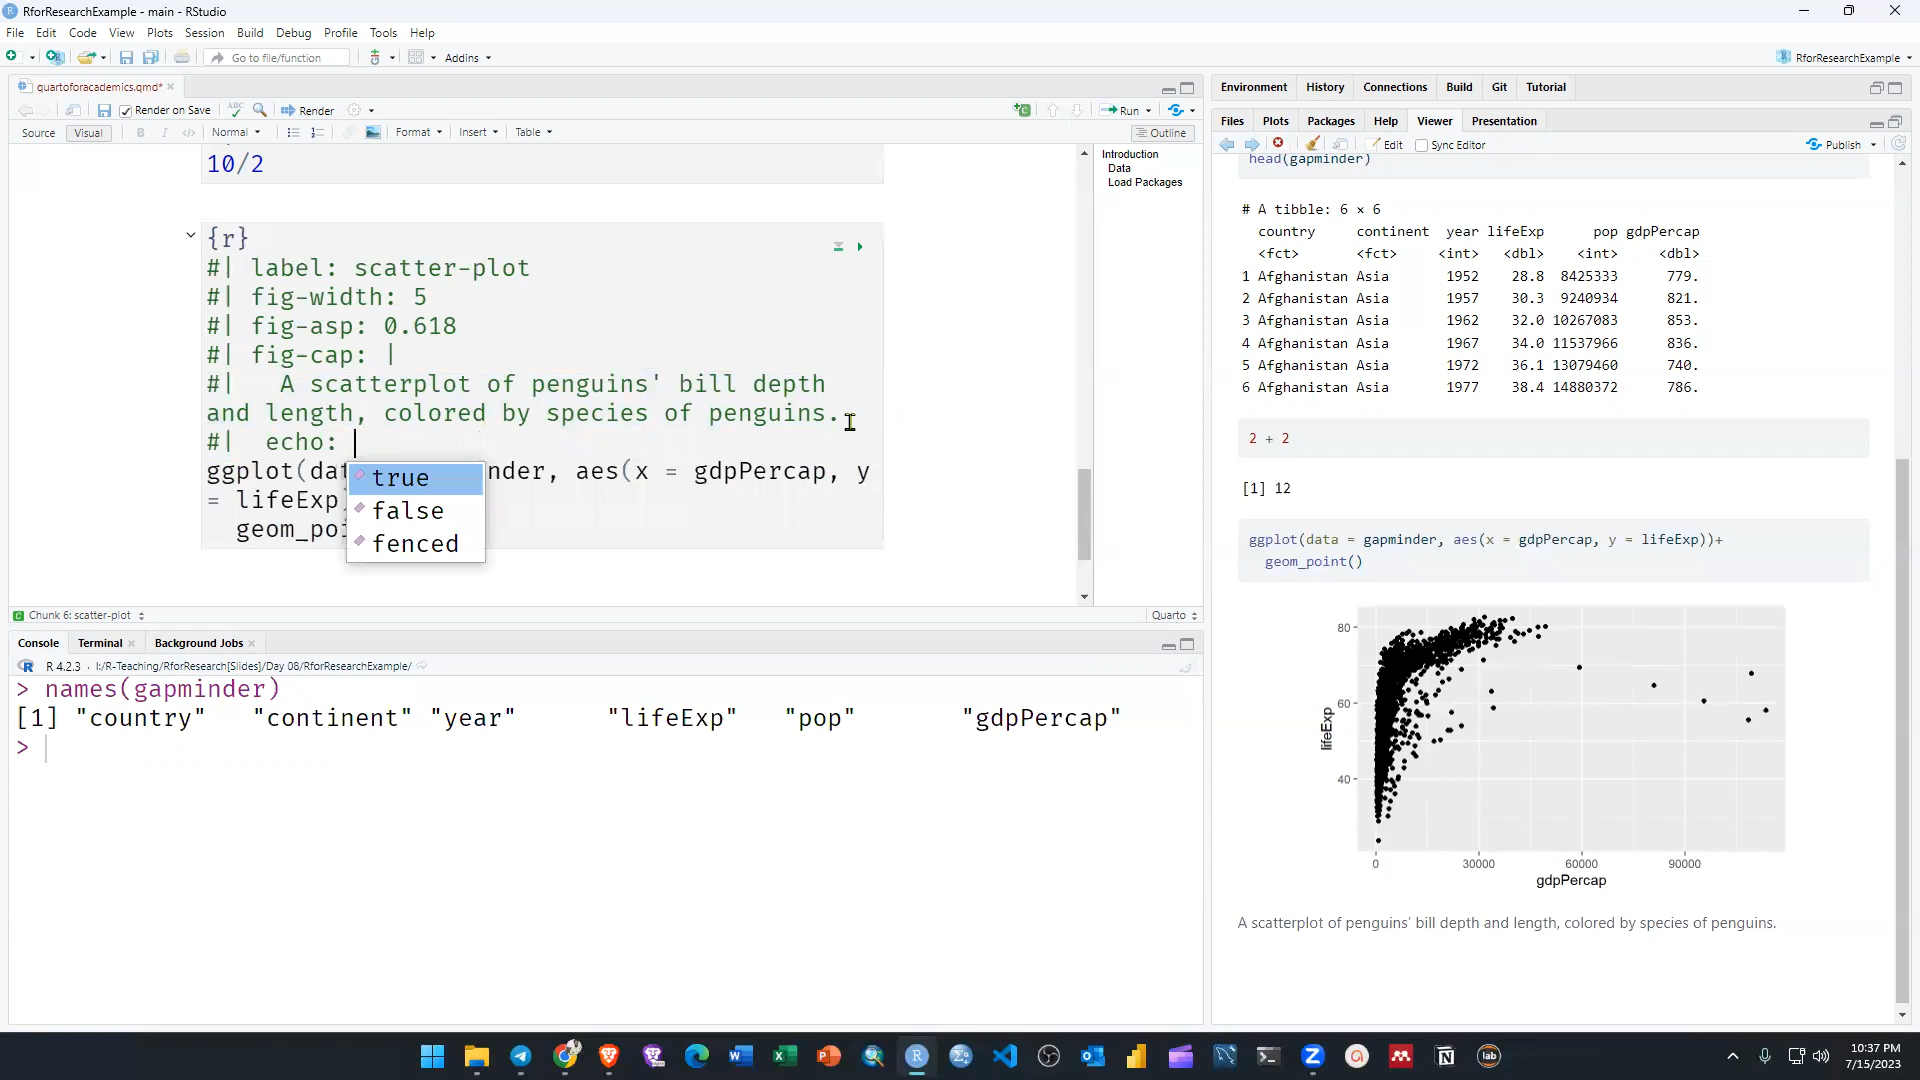 RforResearchExample - main - RStudio
File Edit Code View Plots Session Build Debug Profile Tools Help
Go to file/function Addins RforResearchExample
quartoforacademics.qmd*
Render on Save Render Run
Source Visual B I Normal Format Insert Table Outline
10/2
{r}
#| label: scatter-plot
#| fig-width: 5
#| fig-asp: 0.618
#| fig-cap: |
#|   A scatterplot of penguins' bill depth
and length, colored by species of penguins.
#|  echo:
ggplot(dat nder, aes(x = gdpPercap, y
= lifeExp
geom_poi
true
false
fenced
Introduction
Data
Load Packages
Chunk 6: scatter-plot Quarto
Console Terminal Background Jobs
R 4.2.3 · I:/R-Teaching/RforResearch[Slides]/Day 08/RforResearchExample/
> names(gapminder)
[1] "country" "continent" "year" "lifeExp" "pop" "gdpPercap"
>
Environment History Connections Build Git Tutorial
Files Plots Packages Help Viewer Presentation
Edit Sync Editor Publish
head(gapminder)
# A tibble: 6 × 6
country continent year lifeExp pop gdpPercap
<fct> <fct> <int> <dbl> <int> <dbl>
1 Afghanistan Asia 1952 28.8 8425333 779.
2 Afghanistan Asia 1957 30.3 9240934 821.
3 Afghanistan Asia 1962 32.0 10267083 853.
4 Afghanistan Asia 1967 34.0 11537966 836.
5 Afghanistan Asia 1972 36.1 13079460 740.
6 Afghanistan Asia 1977 38.4 14880372 786.
2 + 2
[1] 12
ggplot(data = gapminder, aes(x = gdpPercap, y = lifeExp))+
geom_point()
80
60
40
lifeExp
0 30000 60000 90000
gdpPercap
A scatterplot of penguins' bill depth and length, colored by species of penguins.
lab
10:37 PM
7/15/2023